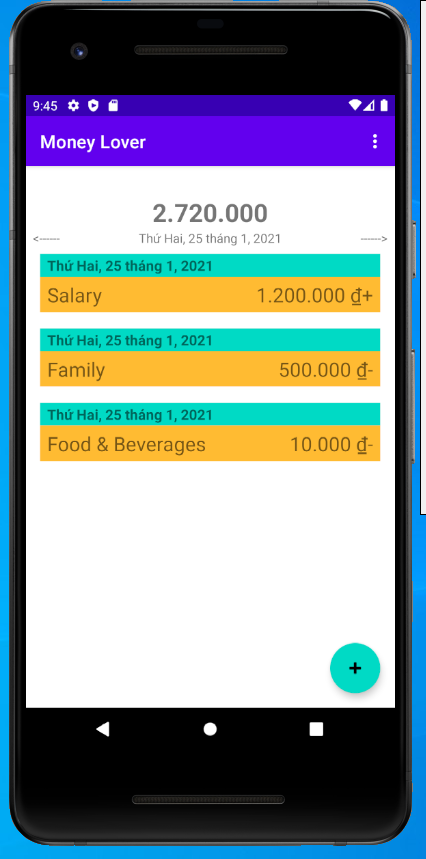 9:45
Money Lover
2.720.000
<------ Thứ Hai, 25 tháng 1, 2021 ------>
Thứ Hai, 25 tháng 1, 2021
Salary 1.200.000 ₫+
Thứ Hai, 25 tháng 1, 2021
Family 500.000 ₫-
Thứ Hai, 25 tháng 1, 2021
Food & Beverages 10.000 ₫-
+